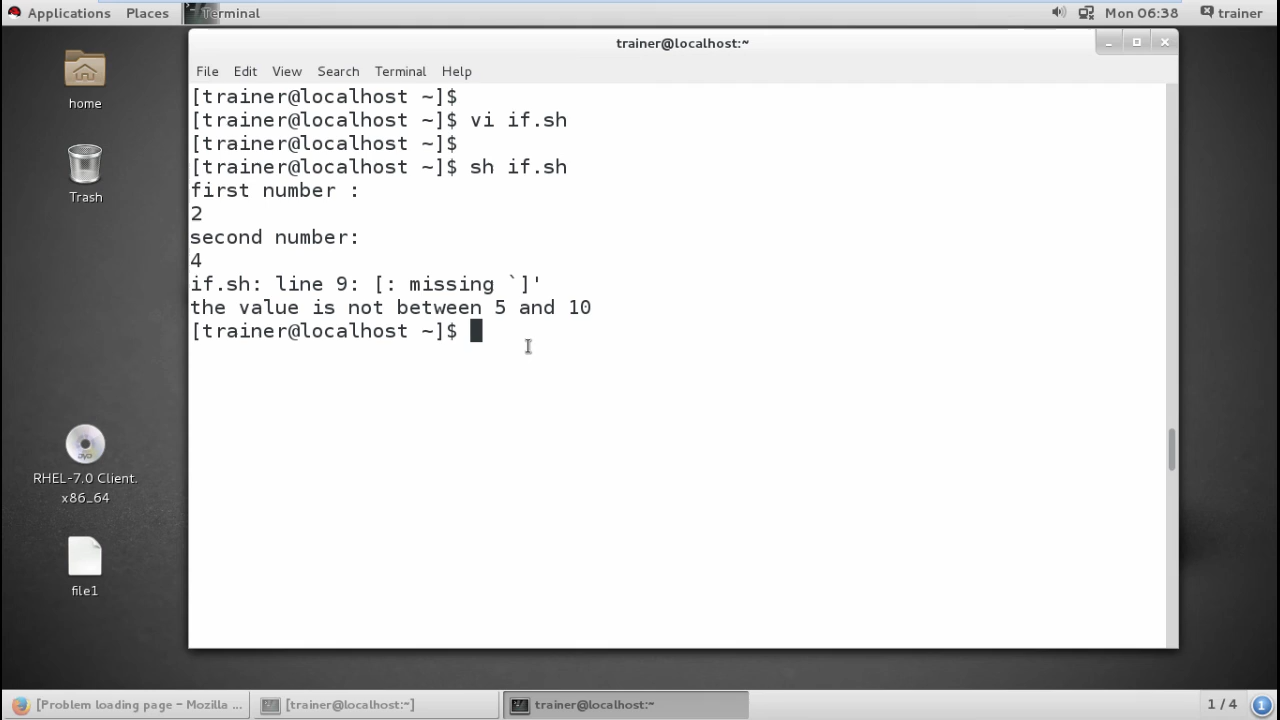 Applications Places Terminal Mon 06:38 trainer
trainer@localhost:~
File Edit View Search Terminal Help
[trainer@localhost ~]$
[trainer@localhost ~]$ vi if.sh
[trainer@localhost ~]$
[trainer@localhost ~]$ sh if.sh
first number :
2
second number:
4
if.sh: line 9: [: missing `]'
the value is not between 5 and 10
[trainer@localhost ~]$
home
Trash
RHEL-7.0 Client.
x86_64
file1
[Problem loading page – Mozilla ...
[trainer@localhost:~]
trainer@localhost:~
1 / 4
1